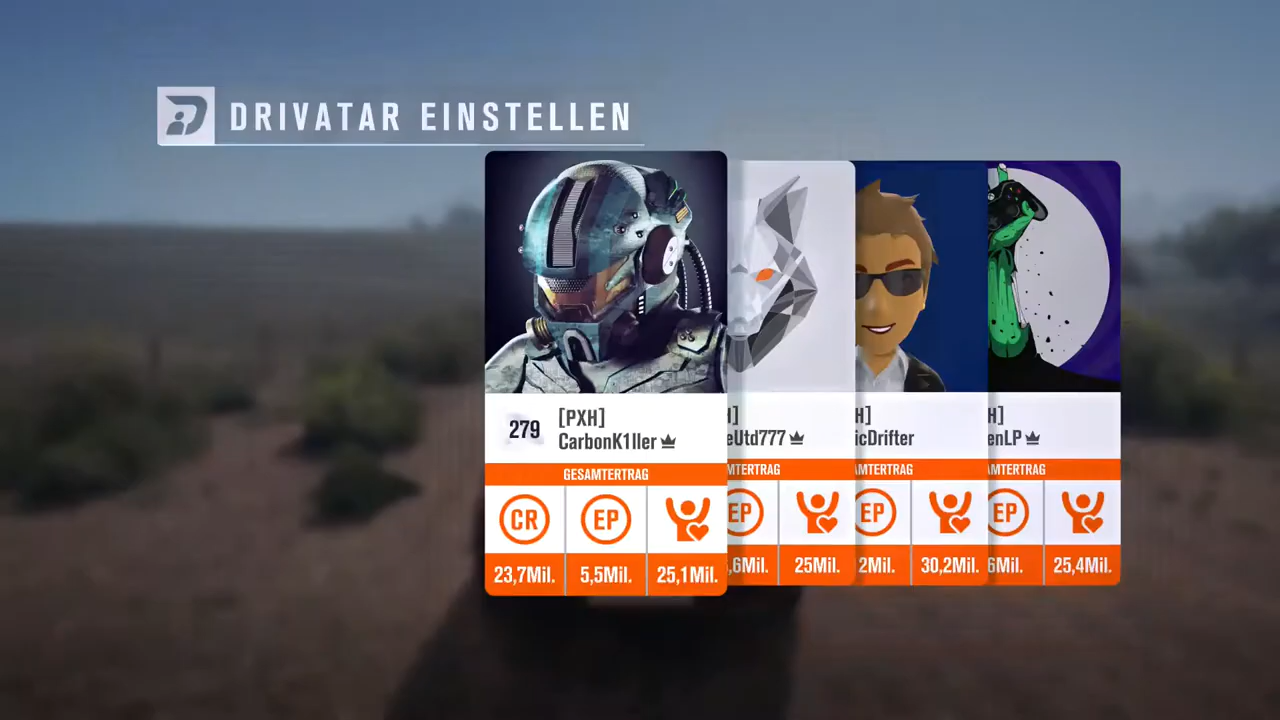 DRIVATAR EINSTELLEN
279
[PXH]
CarbonK1ller
GESAMTERTRAG
CR
EP
23,7Mil.
5,5Mil.
25,1Mil.
H]
eUtd777
MTERTRAG
EP
,6Mil.
25Mil.
H]
icDrifter
AMTERTRAG
EP
2Mil.
30,2Mil.
H]
enLP
AMTERTRAG
EP
6Mil.
25,4Mil.